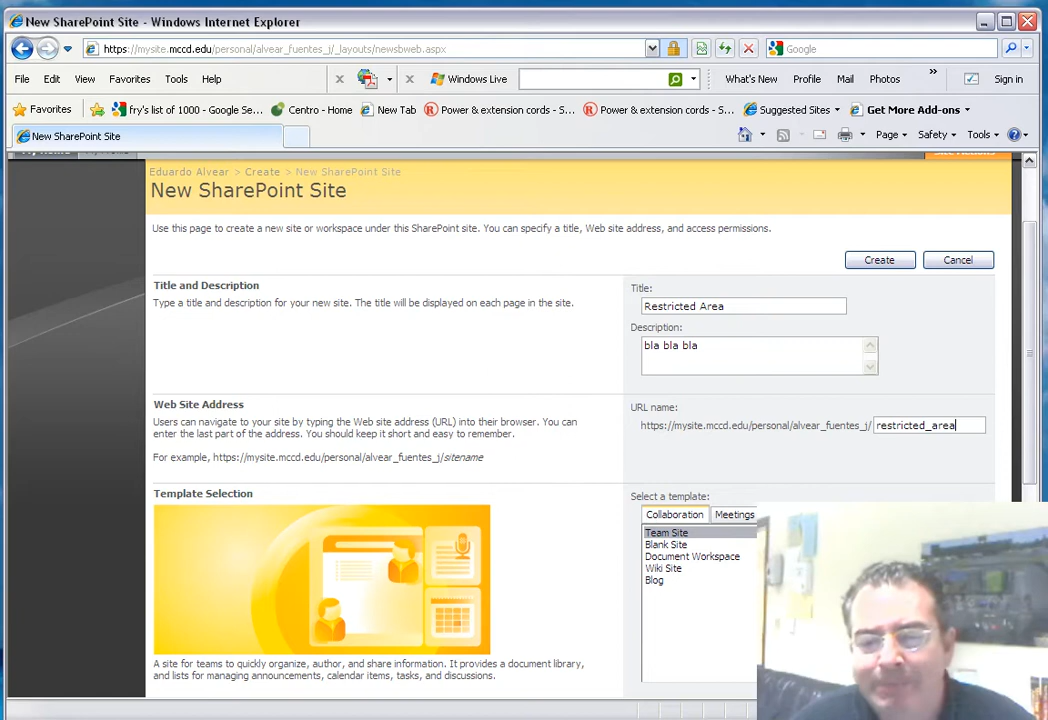 New SharePoint Site - Windows Internet Explorer
https://mysite.mccd.edu/personal/alvear_fuentes_j/_layouts/newsbweb.aspx
Google
File Edit View Favorites Tools Help
Windows Live
What's New Profile Mail Photos » Sign in
Favorites fry's list of 1000 - Google Se... Centro - Home New Tab Power & extension cords - S... Power & extension cords - S... Suggested Sites Get More Add-ons
New SharePoint Site
Page Safety Tools
Eduardo Alvear > Create > New SharePoint Site
New SharePoint Site
Use this page to create a new site or workspace under this SharePoint site. You can specify a title, Web site address, and access permissions.
Create Cancel
Title and Description
Type a title and description for your new site. The title will be displayed on each page in the site.
Title:
Restricted Area
Description:
bla bla bla
Web Site Address
Users can navigate to your site by typing the Web site address (URL) into their browser. You can
enter the last part of the address. You should keep it short and easy to remember.
For example, https://mysite.mccd.edu/personal/alvear_fuentes_j/sitename
URL name:
https://mysite.mccd.edu/personal/alvear_fuentes_j/ restricted_area
Template Selection
Select a template:
Collaboration Meetings
Team Site
Blank Site
Document Workspace
Wiki Site
Blog
A site for teams to quickly organize, author, and share information. It provides a document library,
and lists for managing announcements, calendar items, tasks, and discussions.